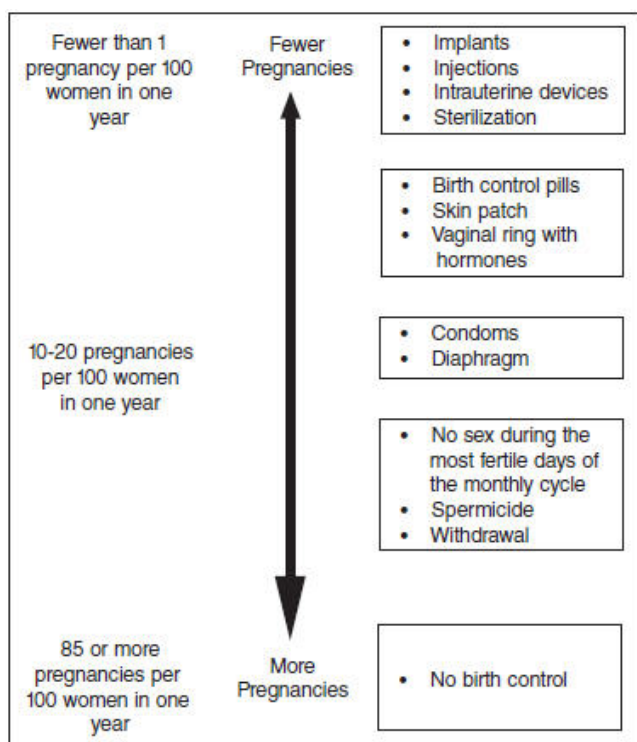 Fewer than 1
pregnancy per 100
women in one
year
Fewer
Pregnancies
• Implants
• Injections
• Intrauterine devices
• Sterilization
• Birth control pills
• Skin patch
• Vaginal ring with
hormones
10-20 pregnancies
per 100 women
in one year
• Condoms
• Diaphragm
• No sex during the
most fertile days of
the monthly cycle
• Spermicide
• Withdrawal
85 or more
pregnancies per
100 women in one
year
More
Pregnancies
• No birth control